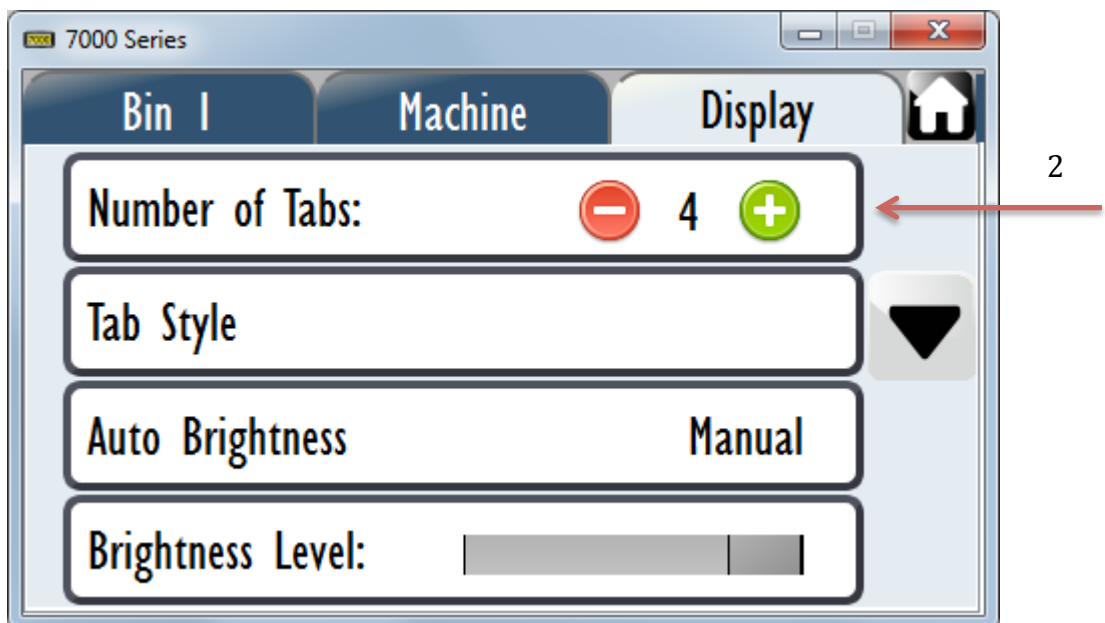 7000 Series
Bin 1
Machine
Display
2
Number of Tabs: 4
Tab Style
Auto Brightness Manual
Brightness Level: